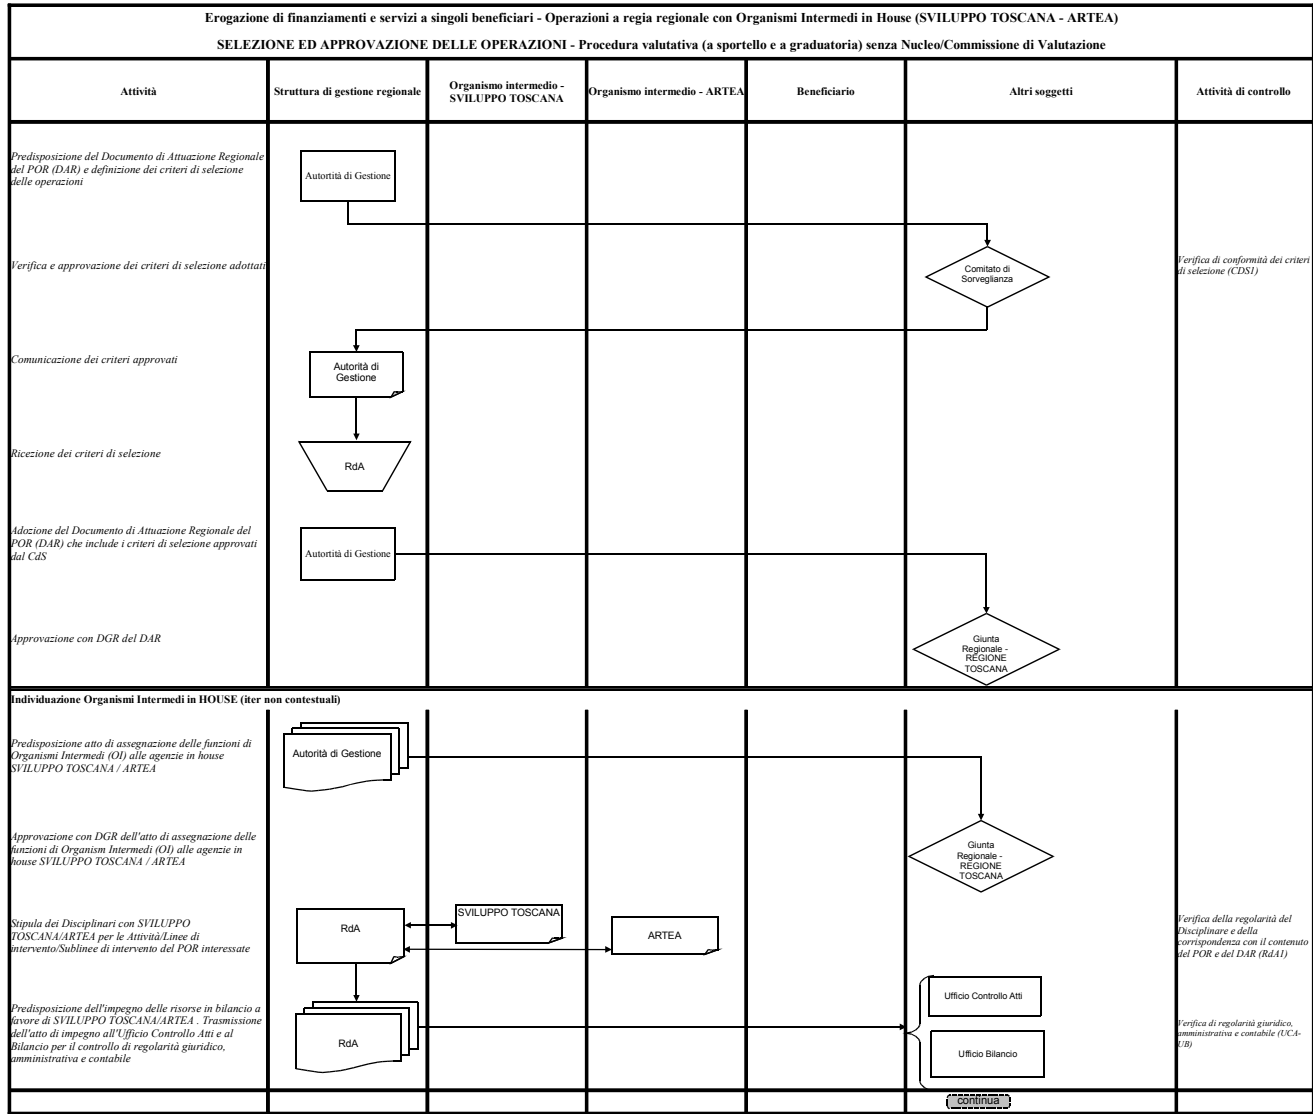 Erogazione di finanziamenti e servizi a singoli beneficiari - Operazioni a regia regionale con Organismi Intermedi in House (SVILUPPO TOSCANA - ARTEA)
SELEZIONE ED APPROVAZIONE DELLE OPERAZIONI - Procedura valutativa (a sportello e a graduatoria) senza Nucleo/Commissione di Valutazione
Attività
Struttura di gestione regionale
Organismo intermedio -
SVILUPPO TOSCANA
Organismo intermedio - ARTEA
Beneficiario
Altri soggetti
Attività di controllo
Predisposizione del Documento di Attuazione Regionale
del POR (DAR) e definizione dei criteri di selezione
delle operazioni
Autortità di Gestione
Verifica e approvazione dei criteri di selezione adottati
Comitato di
Sorveglianza
Verifica di conformità dei criteri
di selezione (CDS1)
Comunicazione dei criteri approvati
Autorità di
Gestione
Ricezione dei criteri di selezione
RdA
Adozione del Documento di Attuazione Regionale del
POR (DAR) che include i criteri di selezione approvati
dal CdS
Autortità di Gestione
Approvazione con DGR del DAR
Giunta
Regionale -
REGIONE
TOSCANA
Individuazione Organismi Intermedi in HOUSE (iter non contestuali)
Predisposizione atto di assegnazione delle funzioni di
Organismi Intermedi (OI) alle agenzie in house
SVILUPPO TOSCANA / ARTEA
Autorità di Gestione
Approvazione con DGR dell'atto di assegnazione delle
funzioni di Organism Intermedi (OI) alle agenzie in
house SVILUPPO TOSCANA / ARTEA
Giunta
Regionale -
REGIONE
TOSCANA
Stipula dei Disciplinari con SVILUPPO
TOSCANA/ARTEA per le Attività/Linee di
intervento/Sublinee di intervento del POR interessate
RdA
SVILUPPO TOSCANA
ARTEA
Verifica della regolarità del
Disciplinare e della
corrispondenza con il contenuto
del POR e del DAR (RdA1)
Predisposizione dell'impegno delle risorse in bilancio a
favore di SVILUPPO TOSCANA/ARTEA . Trasmissione
dell'atto di impegno all'Ufficio Controllo Atti e al
Bilancio per il controllo di regolarità giuridico,
amministrativa e contabile
RdA
Ufficio Controllo Atti
Ufficio Bilancio
Verifica di regolarità giuridico,
amministrativa e contabile (UCA-
UB)
continua